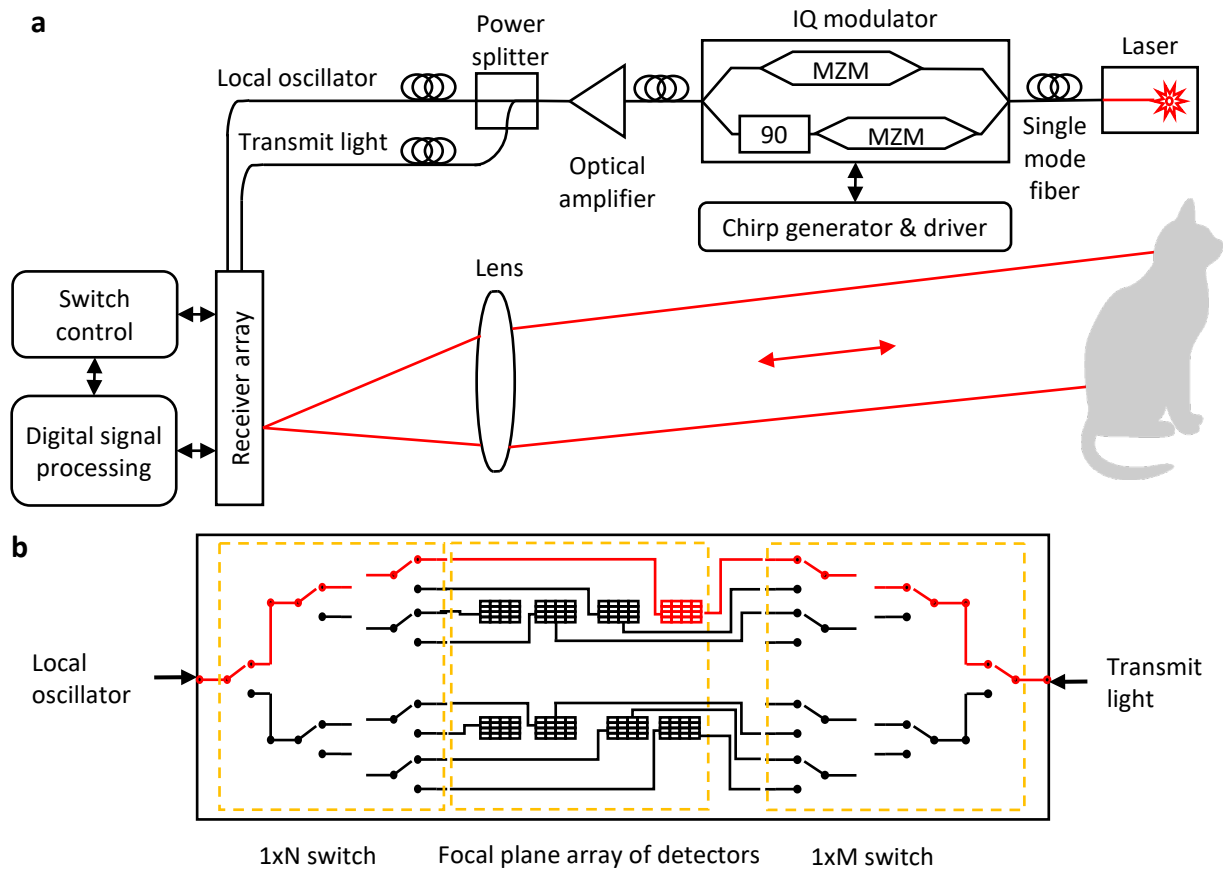 a
IQ modulator
Power
splitter
Laser
Local oscillator
MZM
Transmit light
90
MZM
Single
mode
fiber
Optical
amplifier
Chirp generator & driver
Lens
Switch
control
Receiver array
Digital signal
processing
b
Local
oscillator
Transmit
light
1xN switch
Focal plane array of detectors
1xM switch